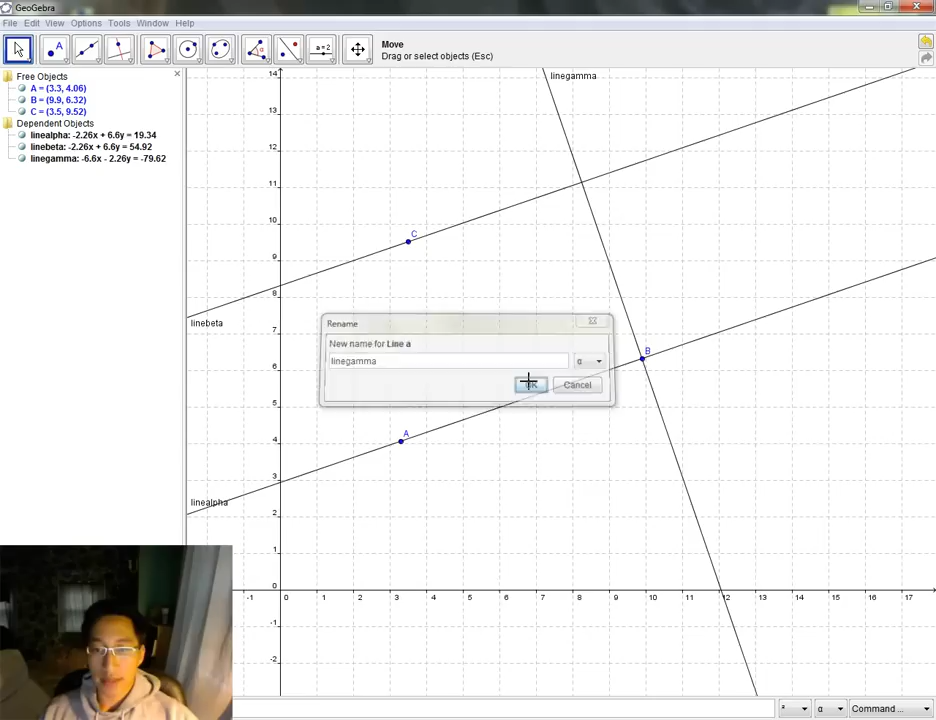 GeoGebra
File Edit View Options Tools Window Help
A
α
a=2
Move
Drag or select objects (Esc)
Free Objects
A = (3.3, 4.06)
B = (9.9, 6.32)
C = (3.5, 9.52)
Dependent Objects
linealpha: -2.26x + 6.6y = 19.34
linebeta: -2.26x + 6.6y = 54.92
linegamma: -6.6x - 2.26y = -79.62
linegamma
14
13
12
11
10
9
8
7
6
5
4
3
2
1
0
-1
-2
C
linebeta
B
A
linealpha
Rename
New name for Line a
linegamma
α
Cancel
-1 0 1 2 3 4 5 6 7 8 9 10 11 12 13 14 15 16 17
² α Command ...